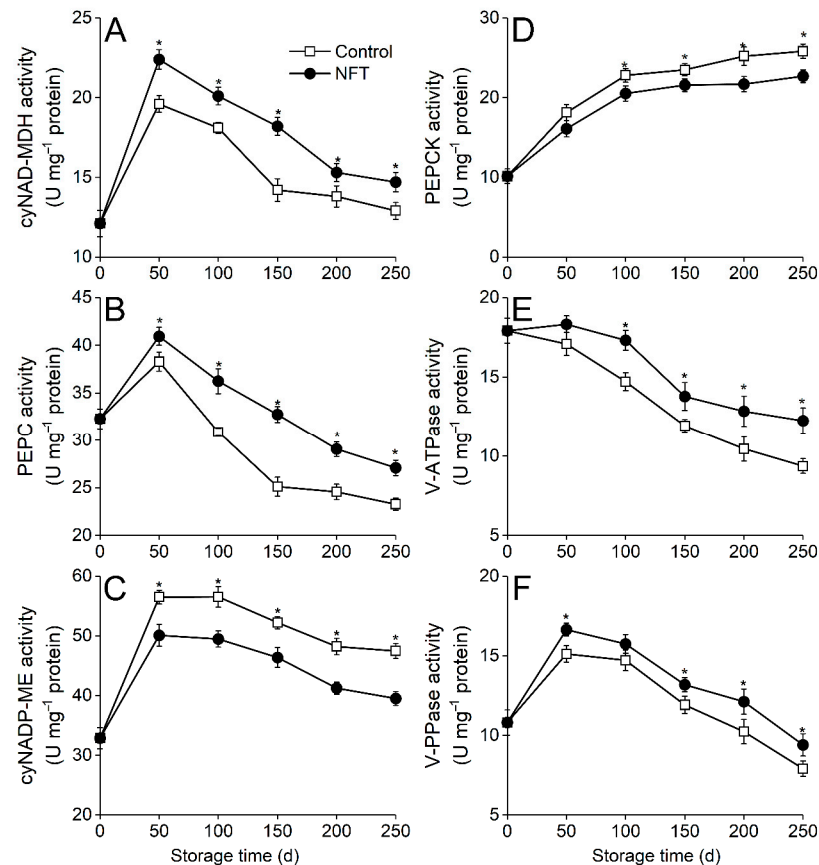 A
Control
NFT
cyNAD-MDH activity
(U mg⁻¹ protein)
25
20
15
10
0 50 100 150 200 250
*
*
*
*
*
B
PEPC activity
(U mg⁻¹ protein)
45
40
35
30
25
20
0 50 100 150 200 250
*
*
*
*
*
C
cyNADP-ME activity
(U mg⁻¹ protein)
60
50
40
30
20
0 50 100 150 200 250
*
*
*
*
*
Storage time (d)
D
PEPCK activity
(U mg⁻¹ protein)
30
20
10
0
0 50 100 150 200 250
*
*
*
*
E
V-ATPase activity
(U mg⁻¹ protein)
20
15
10
5
0 50 100 150 200 250
*
*
*
*
F
V-PPase activity
(U mg⁻¹ protein)
20
15
10
5
0 50 100 150 200 250
*
*
*
*
Storage time (d)